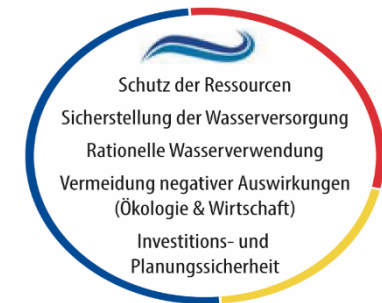 Schutz der Ressourcen
Sicherstellung der Wasserversorgung
Rationelle Wasserverwendung
Vermeidung negativer Auswirkungen
(Ökologie & Wirtschaft)
Investitions- und
Planungssicherheit